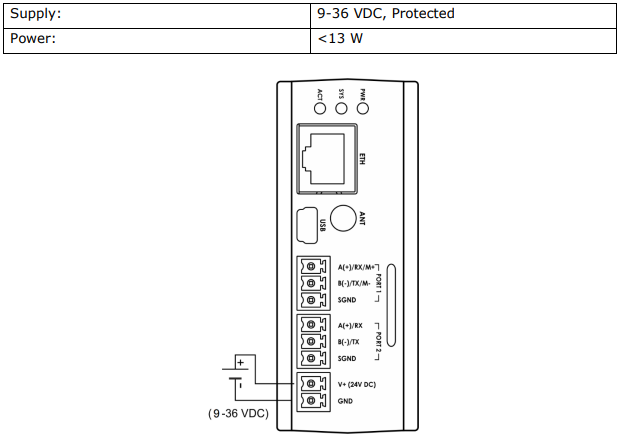 Supply: 9-36 VDC, Protected
Power: <13 W
ACT SYS PWR
ETH
ANT
USB
A(+)/RX/M+
B(-)/TX/M-
SGND
PORT 1
A(+)/RX
B(-)/TX
SGND
PORT 2
+
-
V+ (24V DC)
GND
(9-36 VDC)